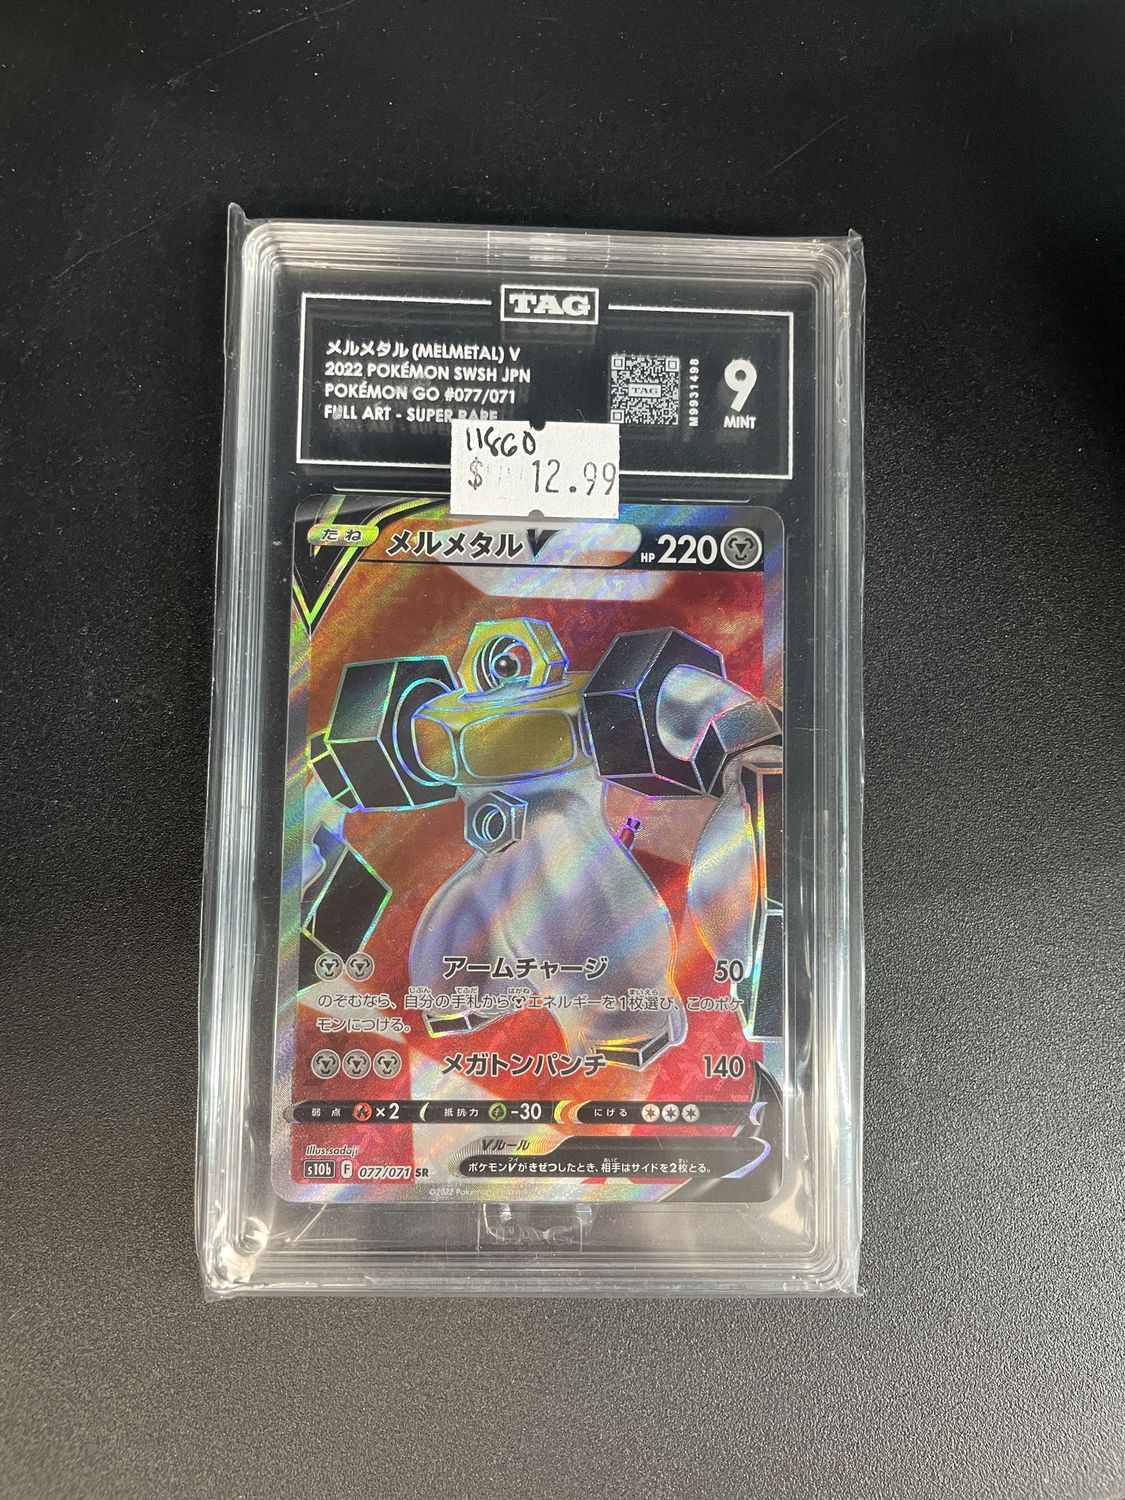 TAG
メルメタル (MELMETAL) V
2022 POKÉMON SWSH JPN
POKÉMON GO #077/071
FULL ART - SUPER RARE
TAG
M9931498
9
MINT
11860
$ 12.99
たね
メルメタルV
HP 220
アームチャージ 50
のぞむなら、自分の手札からエネルギーを1枚選び、このポケ
モンにつける。
メガトンパンチ 140
弱点 ×2 抵抗力 -30 にげる
Vルール
ポケモンVがきぜつしたとき、相手はサイドを2枚とる。
Illus.saduji
s10b F 077/071 SR
©2022 Pokémon
TAG